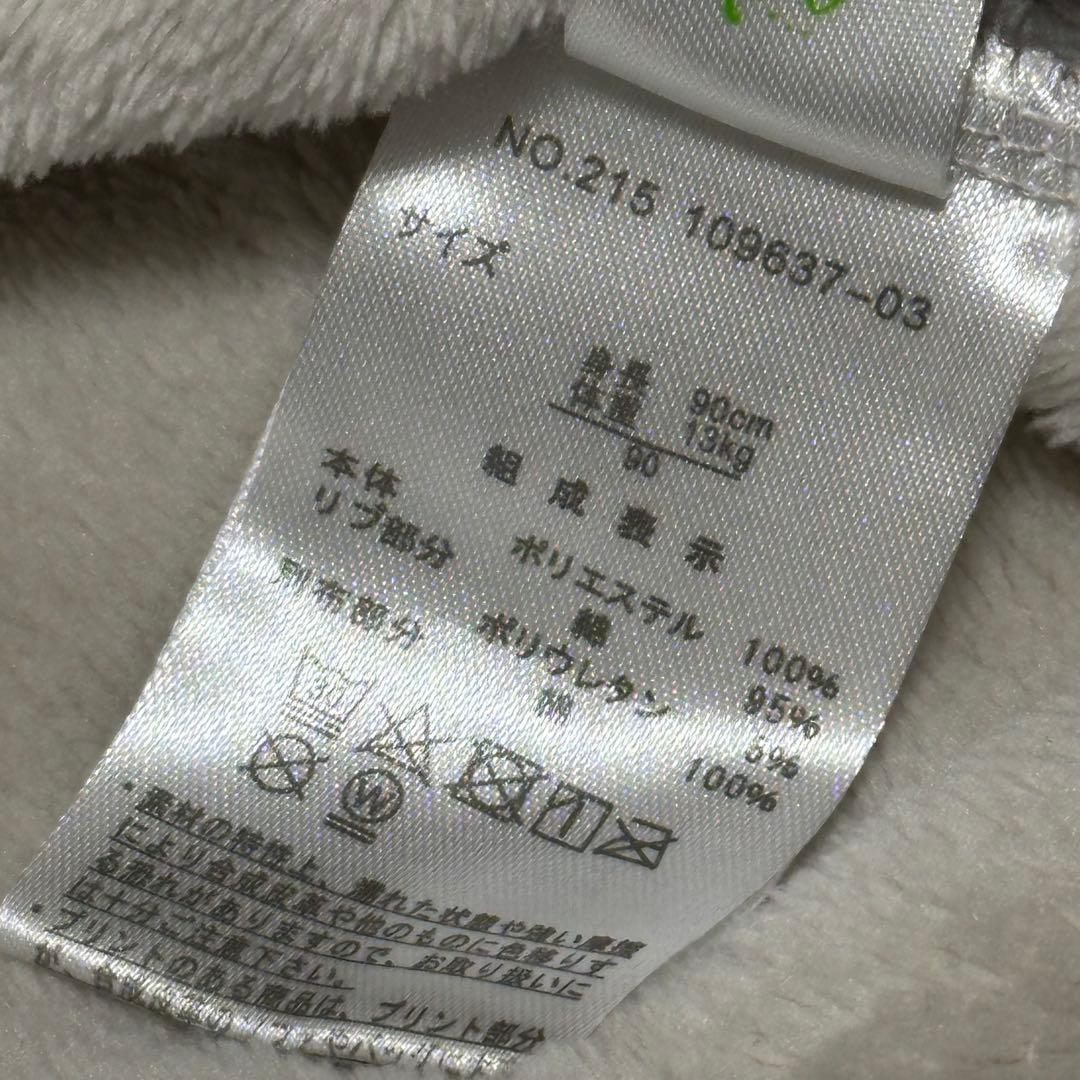 NO.215 109637-03
サイズ
身長 90cm
体重 13kg
90
組成表示
本体 ポリエステル 100%
リブ部分 綿 95%
ポリウレタン 5%
別布部分 綿 100%
W
・素材の特性上、濡れた状態や強い摩擦
により合成皮革や他のものに色移りす
る恐れがありますので、お取り扱いに
は十分ご注意下さい。
・プリントのある商品は、プリント部分